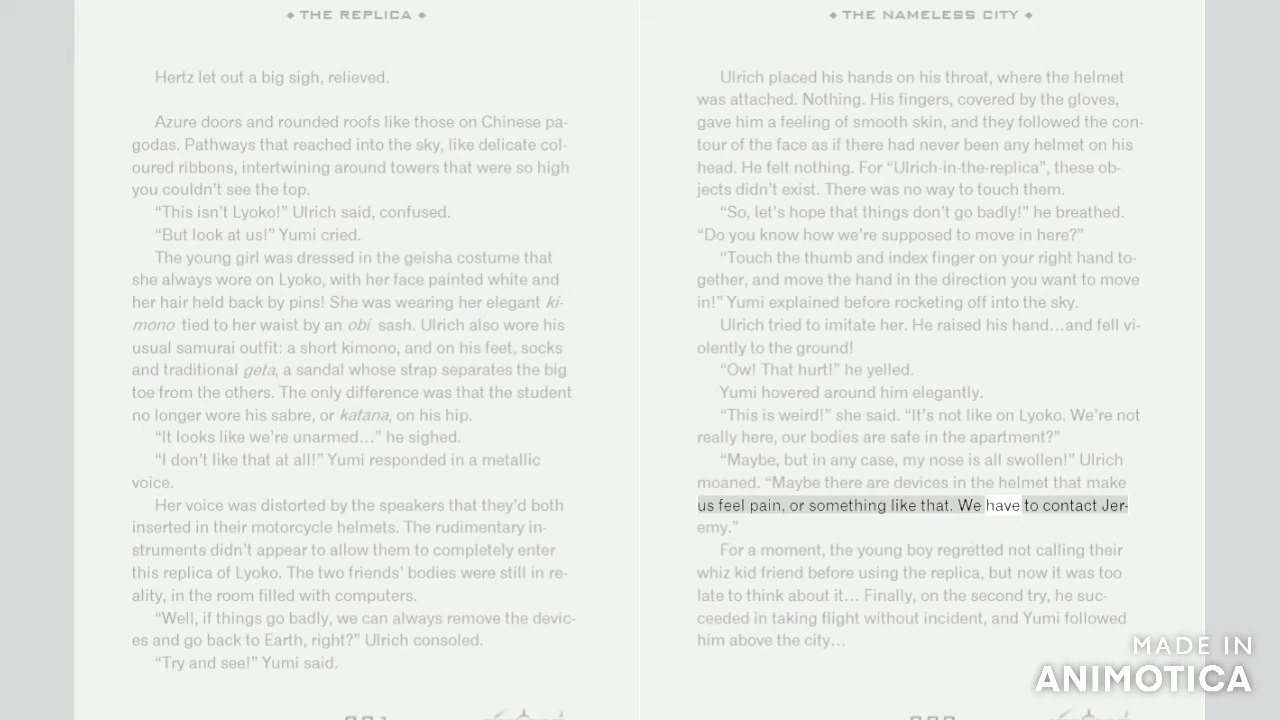 ◆ THE REPLICA ◆
Hertz let out a big sigh, relieved.
Azure doors and rounded roofs like those on Chinese pa-
godas. Pathways that reached into the sky, like delicate col-
oured ribbons, intertwining around towers that were so high
you couldn't see the top.
“This isn't Lyoko!” Ulrich said, confused.
“But look at us!” Yumi cried.
The young girl was dressed in the geisha costume that
she always wore on Lyoko, with her face painted white and
her hair held back by pins! She was wearing her elegant ki-
mono tied to her waist by an obi sash. Ulrich also wore his
usual samurai outfit: a short kimono, and on his feet, socks
and traditional geta, a sandal whose strap separates the big
toe from the others. The only difference was that the student
no longer wore his sabre, or katana, on his hip.
“It looks like we're unarmed…” he sighed.
“I don't like that at all!” Yumi responded in a metallic
voice.
Her voice was distorted by the speakers that they'd both
inserted in their motorcycle helmets. The rudimentary in-
struments didn't appear to allow them to completely enter
this replica of Lyoko. The two friends' bodies were still in re-
ality, in the room filled with computers.
“Well, if things go badly, we can always remove the devic-
es and go back to Earth, right?” Ulrich consoled.
“Try and see!” Yumi said.
◆ THE NAMELESS CITY ◆
Ulrich placed his hands on his throat, where the helmet
was attached. Nothing. His fingers, covered by the gloves,
gave him a feeling of smooth skin, and they followed the con-
tour of the face as if there had never been any helmet on his
head. He felt nothing. For “Ulrich-in-the-replica”, these ob-
jects didn't exist. There was no way to touch them.
“So, let's hope that things don't go badly!” he breathed.
“Do you know how we're supposed to move in here?”
“Touch the thumb and index finger on your right hand to-
gether, and move the hand in the direction you want to move
in!” Yumi explained before rocketing off into the sky.
Ulrich tried to imitate her. He raised his hand…and fell vi-
olently to the ground!
“Ow! That hurt!” he yelled.
Yumi hovered around him elegantly.
“This is weird!” she said. “It's not like on Lyoko. We're not
really here, our bodies are safe in the apartment?”
“Maybe, but in any case, my nose is all swollen!” Ulrich
moaned. “Maybe there are devices in the helmet that make
us feel pain, or something like that. We have to contact Jer-
emy.”
For a moment, the young boy regretted not calling their
whiz kid friend before using the replica, but now it was too
late to think about it… Finally, on the second try, he suc-
ceeded in taking flight without incident, and Yumi followed
him above the city…
MADE IN
ANIMOTICA